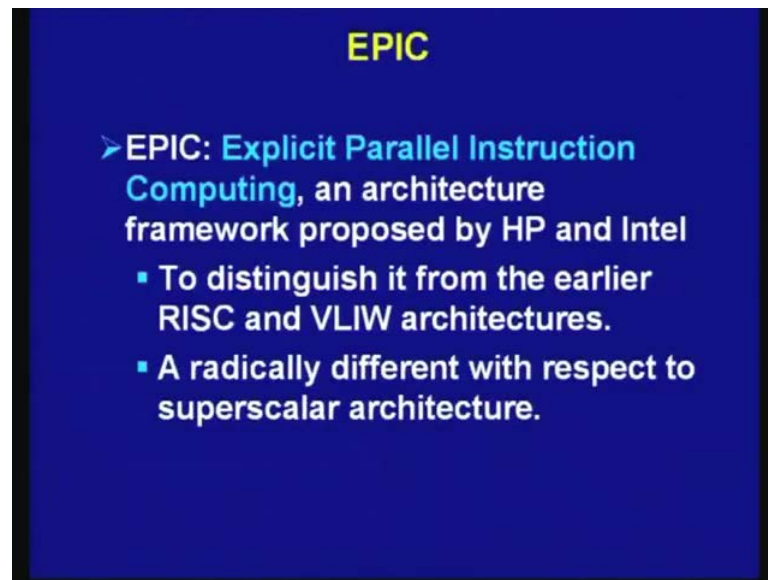 EPIC
➢EPIC: Explicit Parallel Instruction
Computing, an architecture
framework proposed by HP and Intel
▪ To distinguish it from the earlier
RISC and VLIW architectures.
▪ A radically different with respect to
superscalar architecture.